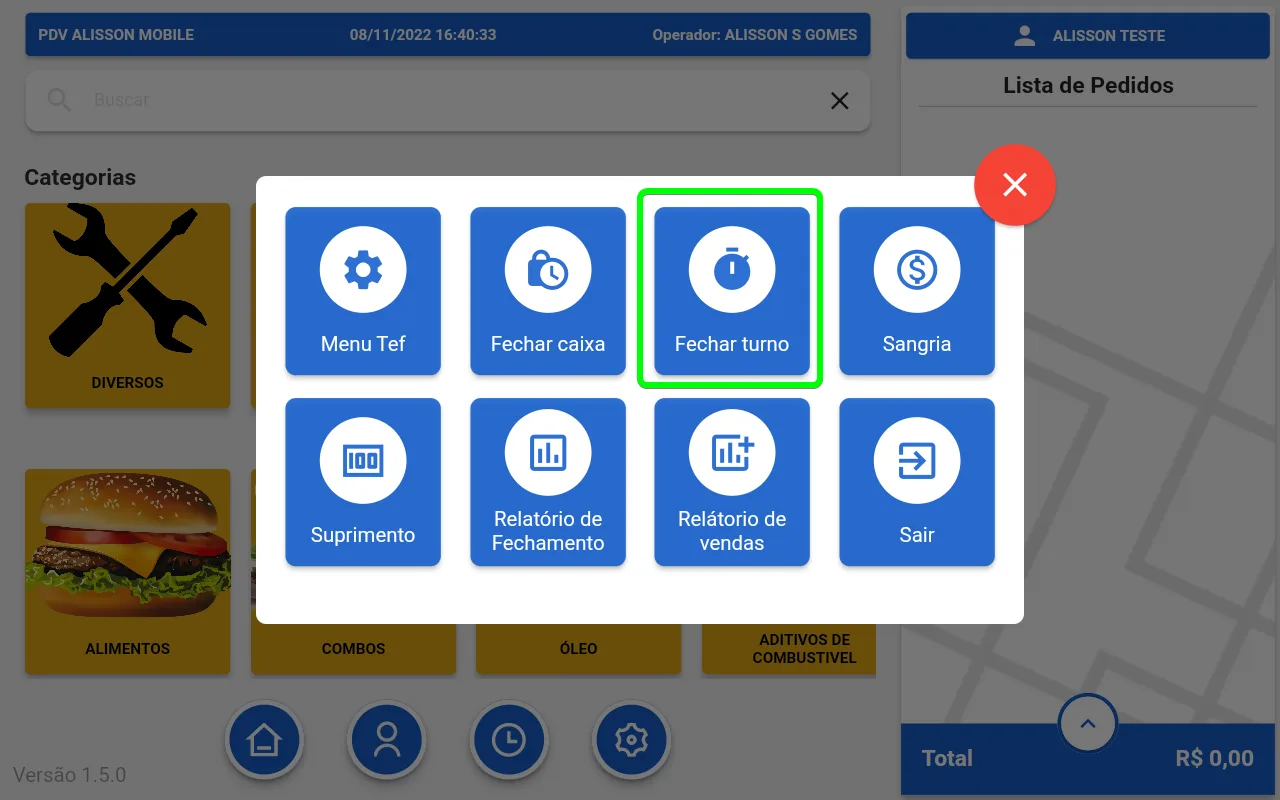 PDV ALISSON MOBILE
08/11/2022 16:40:33
Operador: ALISSON S GOMES
ALISSON TESTE
Buscar
Lista de Pedidos
Categorias
DIVERSOS
Menu Tef
Fechar caixa
Fechar turno
Sangria
100
Suprimento
Relatório de
Fechamento
Relátorio de
vendas
Sair
ALIMENTOS
COMBOS
ÓLEO
ADITIVOS DE
COMBUSTIVEL
Total
R$ 0,00
Versão 1.5.0